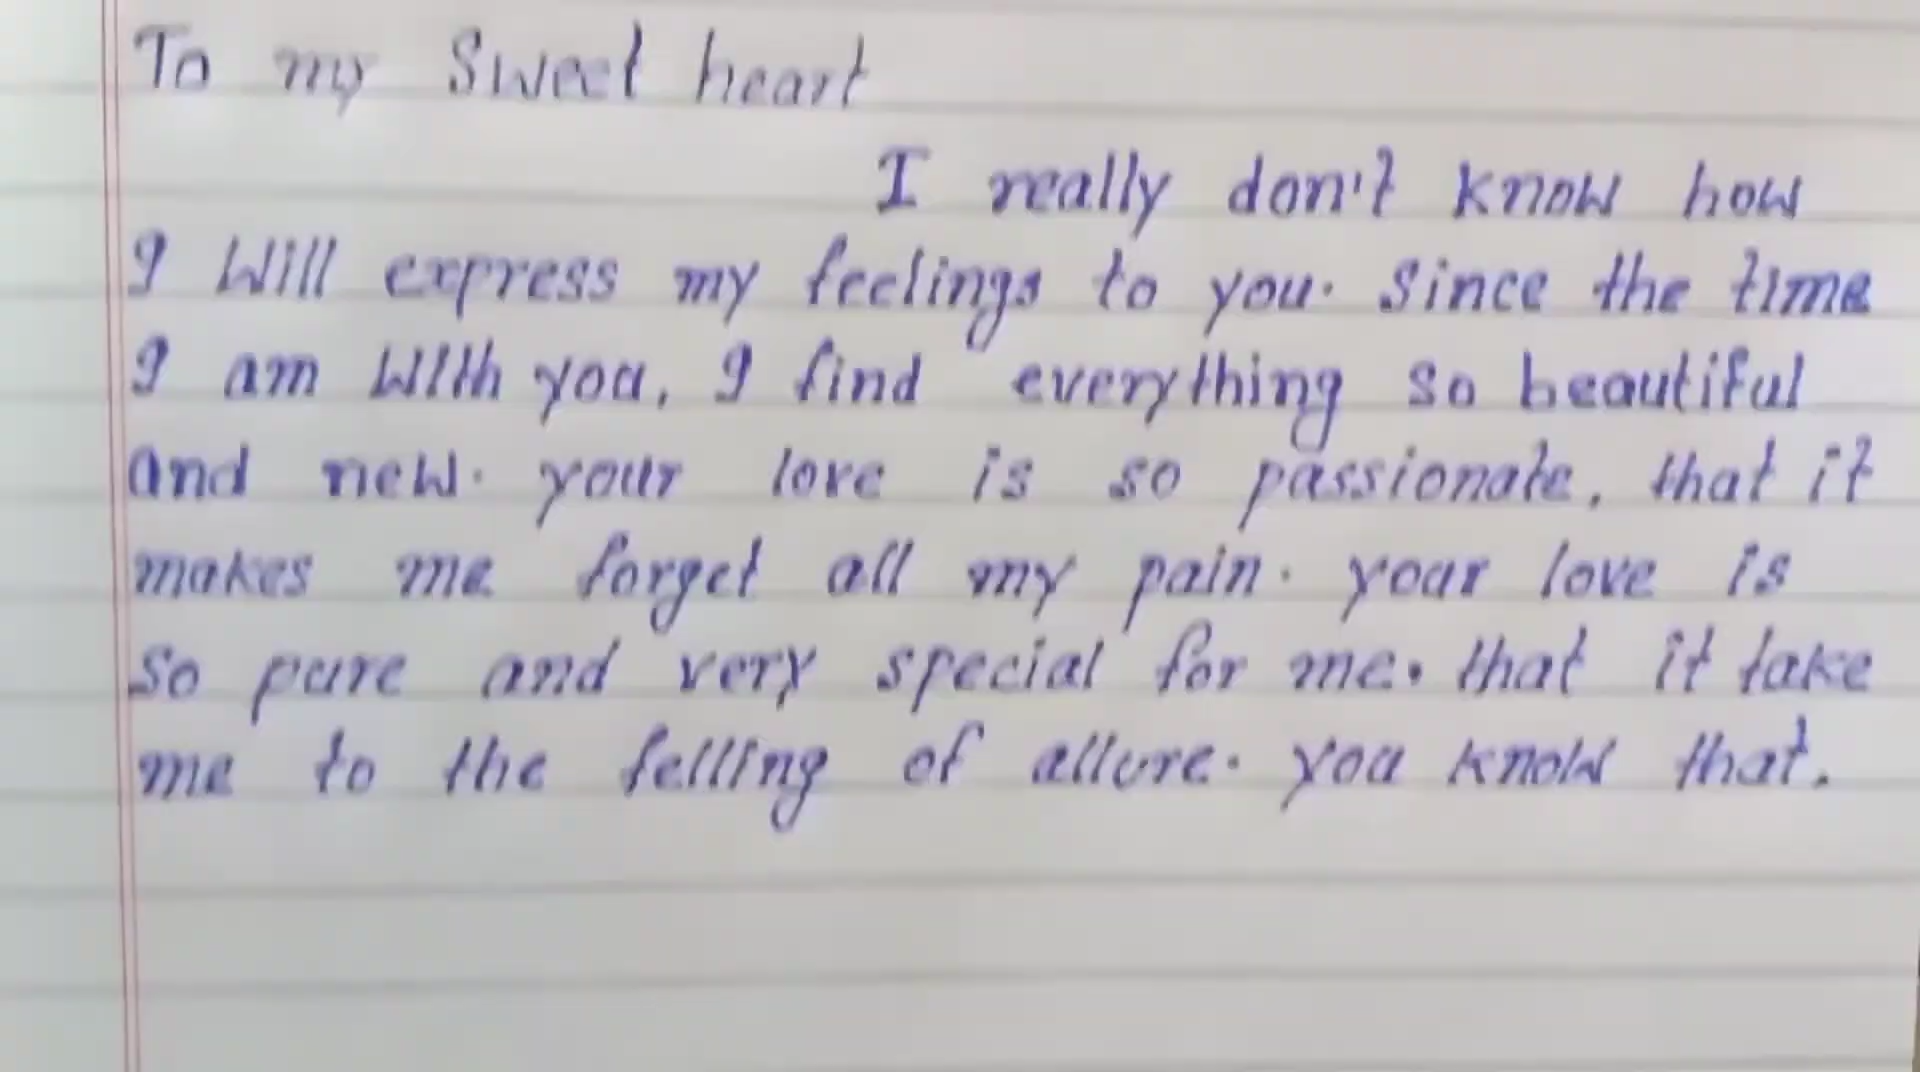 To my Sweet heart
I really don't know how
I will express my feelings to you. Since the time
I am with you, I find everything so beautiful
and new. your love is so passionate, that it
makes me forget all my pain. your love is
so pure and very special for me. that it take
me to the felling of allure. you know that.